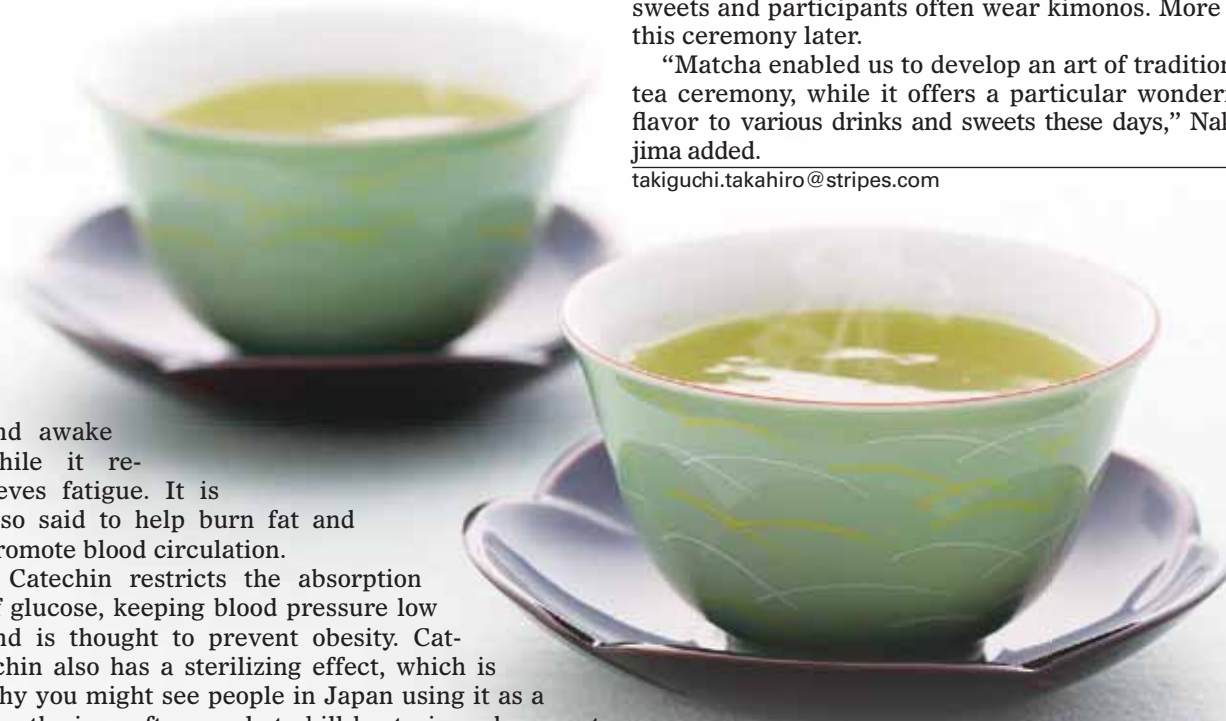 nd awake
hile it re-
eves fatigue. It is
so said to help burn fat and
romote blood circulation.
Catechin restricts the absorption
f glucose, keeping blood pressure low
nd is thought to prevent obesity. Cat-
chin also has a sterilizing effect, which is
hy you might see people in Japan using it as a
sweets and participants often wear kimonos. More
this ceremony later.
“Matcha enabled us to develop an art of tradition
tea ceremony, while it offers a particular wonder
flavor to various drinks and sweets these days,” Nak
jima added.
takiguchi.takahiro@stripes.com